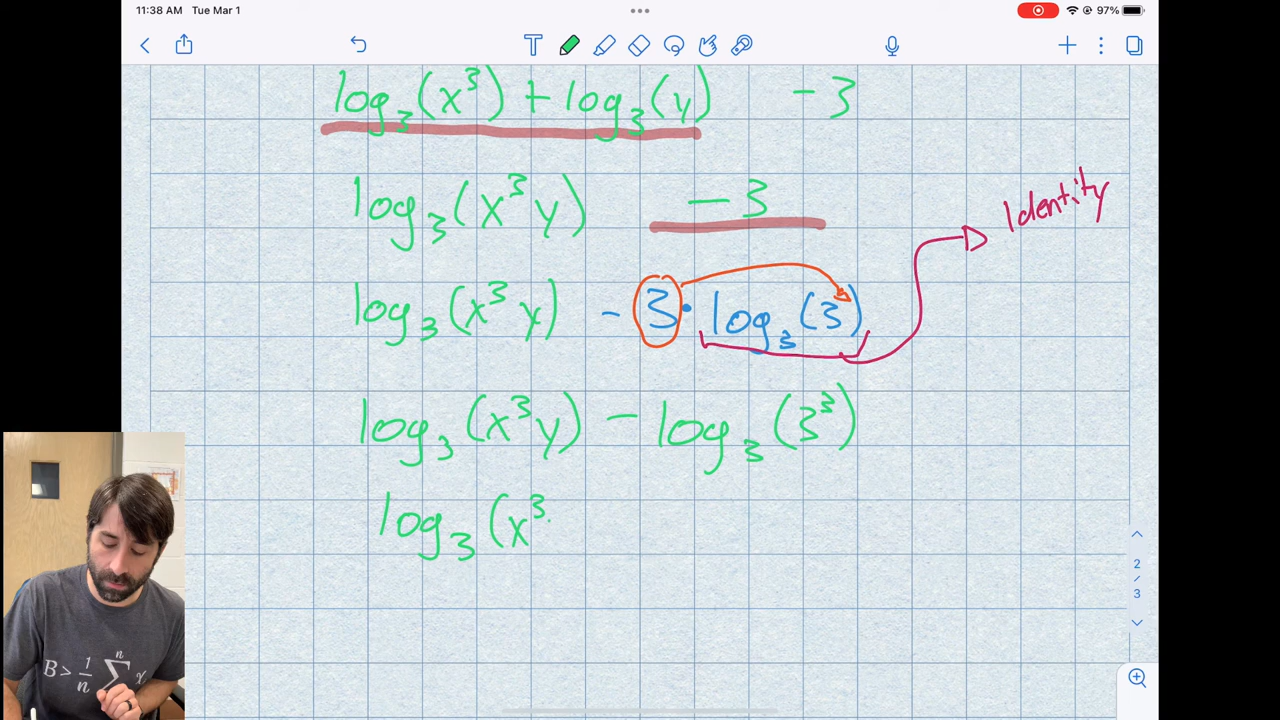 11:38 AM Tue Mar 1
97%
log₃(x³) + log₃(y) - 3
log₃(x³y) - 3
Identity
log₃(x³y) - 3 · log₃(3)
log₃(x³y) - log₃(3³)
log₃(x³
2
/
3
B > 1/n ∑ⁿ xᵢ
n